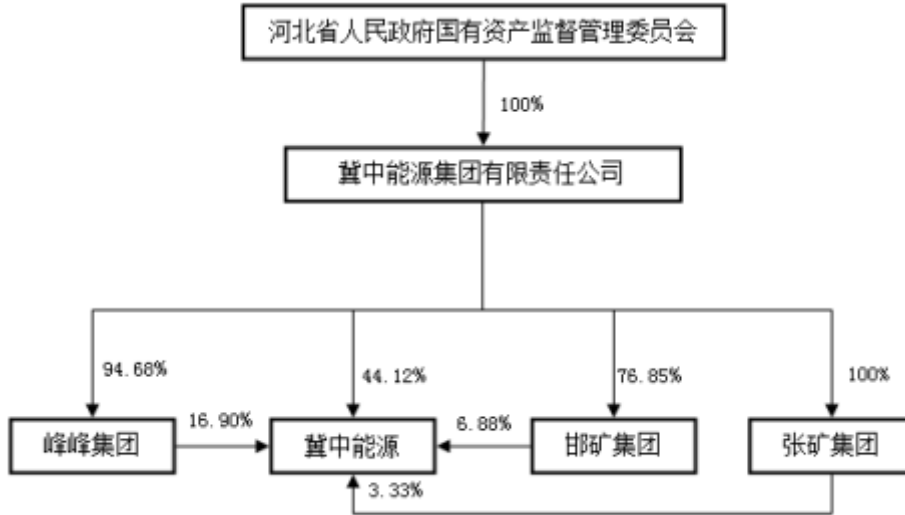 河北省人民政府国有资产监督管理委员会
100%
冀中能源集团有限责任公司
94.68%
44.12%
76.85%
100%
峰峰集团
16.90%
冀中能源
6.88%
邯矿集团
张矿集团
3.33%